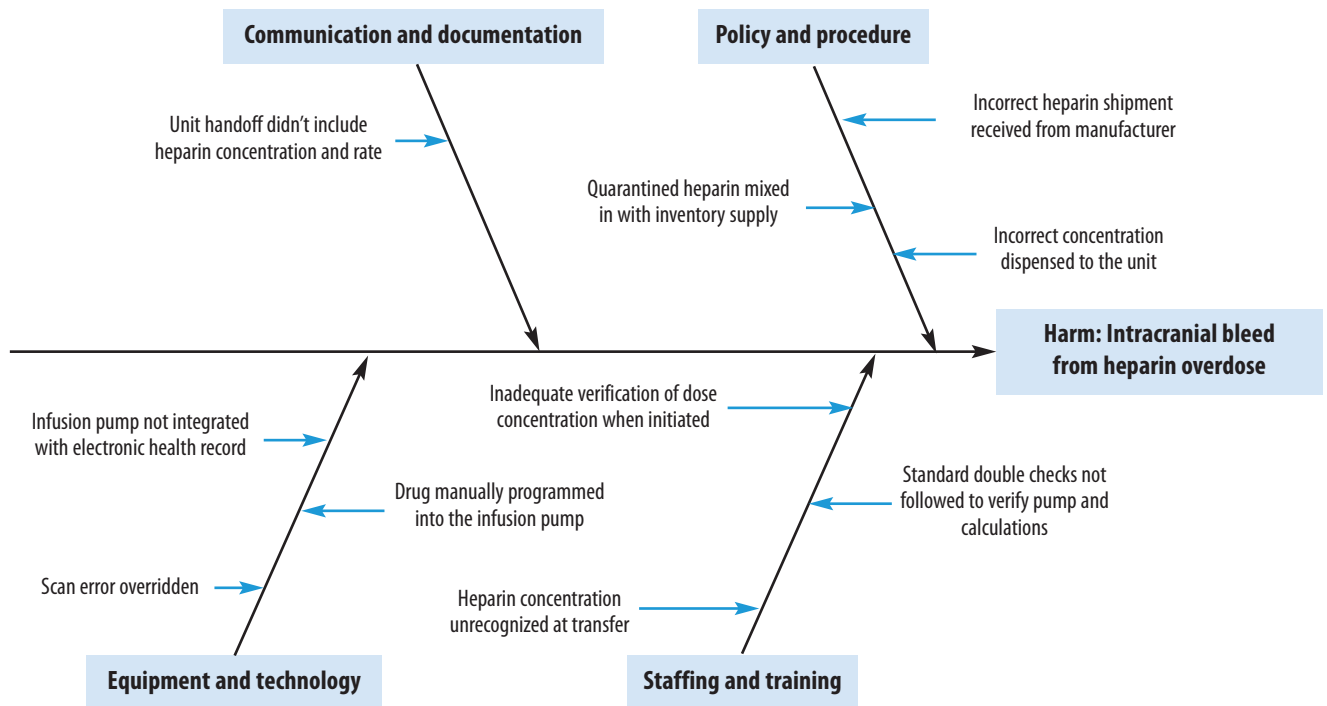 Communication and documentation
Policy and procedure
Unit handoff didn’t include
heparin concentration and rate
Incorrect heparin shipment
received from manufacturer
Quarantined heparin mixed
in with inventory supply
Incorrect concentration
dispensed to the unit
Harm: Intracranial bleed
from heparin overdose
Infusion pump not integrated
with electronic health record
Drug manually programmed
into the infusion pump
Scan error overridden
Inadequate verification of dose
concentration when initiated
Standard double checks not
followed to verify pump and
calculations
Heparin concentration
unrecognized at transfer
Equipment and technology
Staffing and training